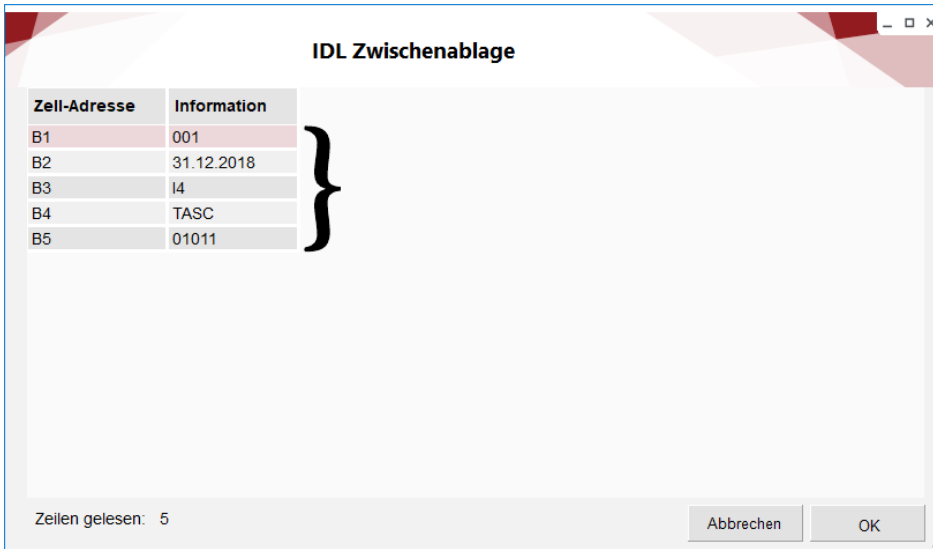 IDL Zwischenablage
Zell-Adresse Information
B1 001
B2 31.12.2018
B3 I4
B4 TASC
B5 01011
Zeilen gelesen: 5
Abbrechen OK